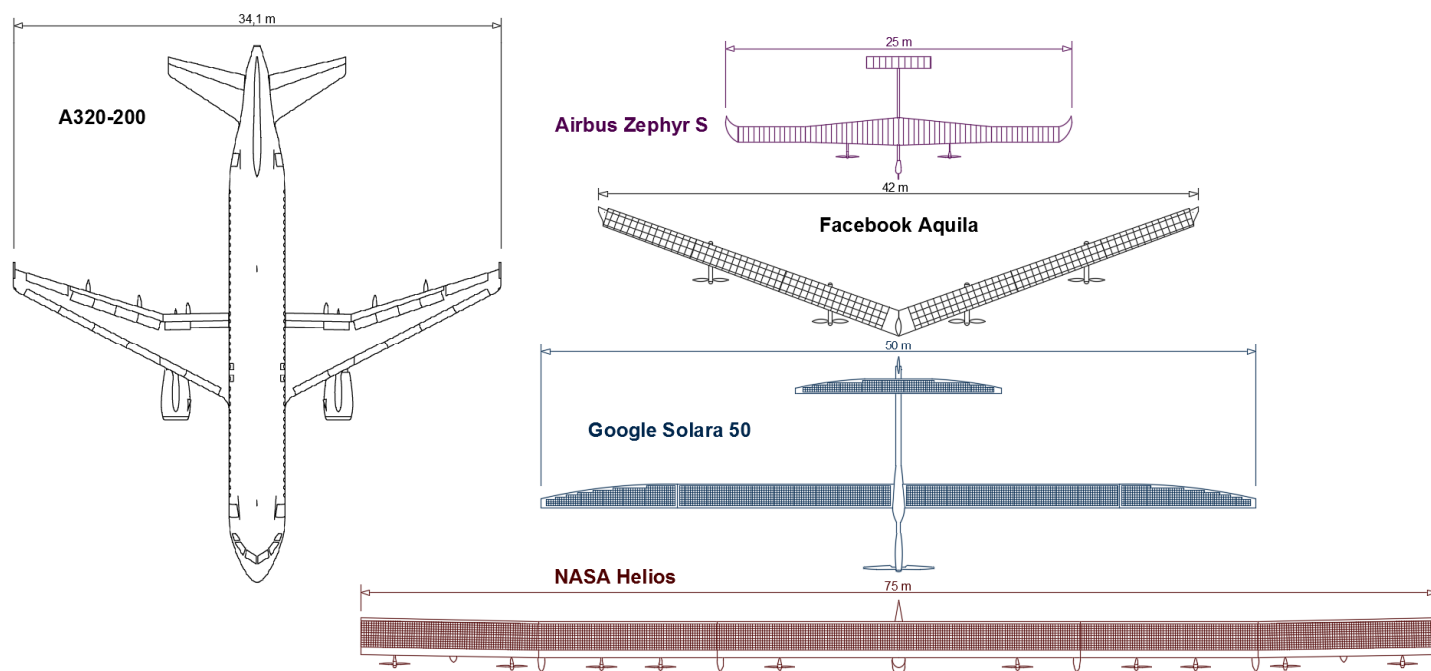 34,1 m
A320-200
25 m
Airbus Zephyr S
42 m
Facebook Aquila
50 m
Google Solara 50
NASA Helios
75 m